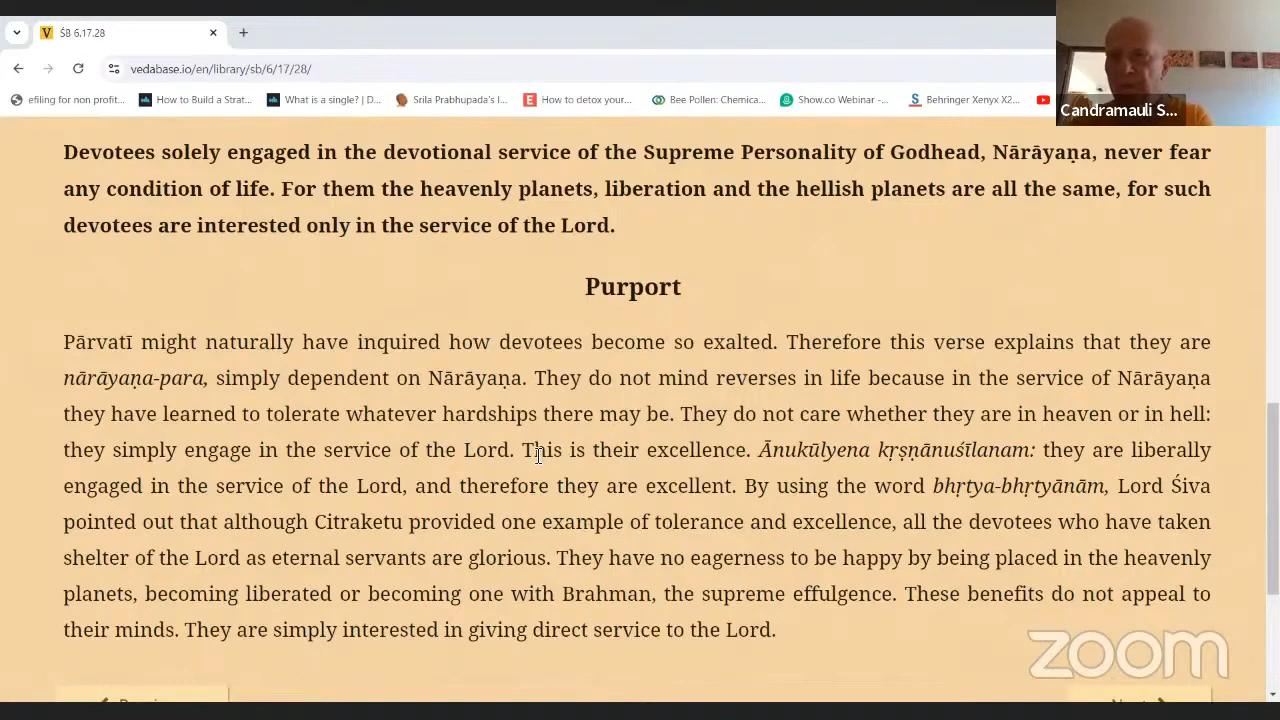 V ŚB 6.17.28
vedabase.io/en/library/sb/6/17/28/
efiling for non profit... How to Build a Strat... What is a single? | D... Srila Prabhupada's I... How to detox your... Bee Pollen: Chemica... Show.co Webinar -... Behringer Xenyx X2...
Candramauli S...
Devotees solely engaged in the devotional service of the Supreme Personality of Godhead, Nārāyaṇa, never fear
any condition of life. For them the heavenly planets, liberation and the hellish planets are all the same, for such
devotees are interested only in the service of the Lord.
Purport
Pārvatī might naturally have inquired how devotees become so exalted. Therefore this verse explains that they are
nārāyaṇa-para, simply dependent on Nārāyaṇa. They do not mind reverses in life because in the service of Nārāyaṇa
they have learned to tolerate whatever hardships there may be. They do not care whether they are in heaven or in hell:
they simply engage in the service of the Lord. This is their excellence. Ānukūlyena kṛṣṇānuśīlanam: they are liberally
engaged in the service of the Lord, and therefore they are excellent. By using the word bhṛtya-bhṛtyānām, Lord Śiva
pointed out that although Citraketu provided one example of tolerance and excellence, all the devotees who have taken
shelter of the Lord as eternal servants are glorious. They have no eagerness to be happy by being placed in the heavenly
planets, becoming liberated or becoming one with Brahman, the supreme effulgence. These benefits do not appeal to
their minds. They are simply interested in giving direct service to the Lord.
zoom